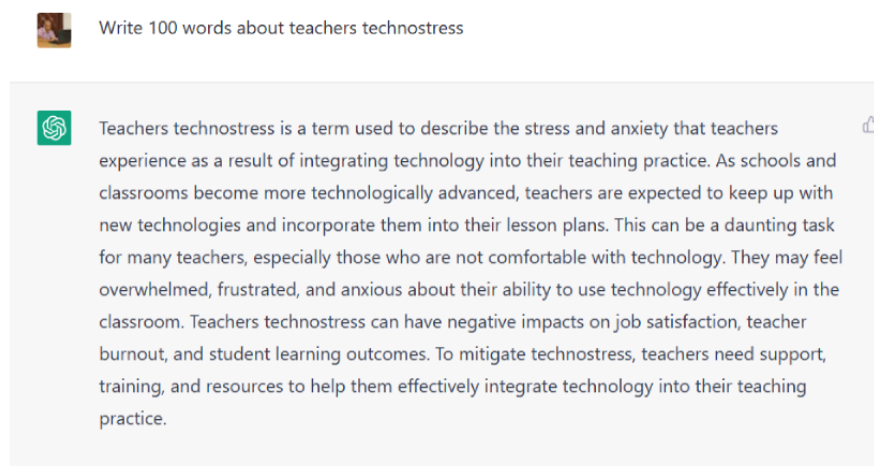 Write 100 words about teachers technostress
Teachers technostress is a term used to describe the stress and anxiety that teachers
experience as a result of integrating technology into their teaching practice. As schools and
classrooms become more technologically advanced, teachers are expected to keep up with
new technologies and incorporate them into their lesson plans. This can be a daunting task
for many teachers, especially those who are not comfortable with technology. They may feel
overwhelmed, frustrated, and anxious about their ability to use technology effectively in the
classroom. Teachers technostress can have negative impacts on job satisfaction, teacher
burnout, and student learning outcomes. To mitigate technostress, teachers need support,
training, and resources to help them effectively integrate technology into their teaching
practice.